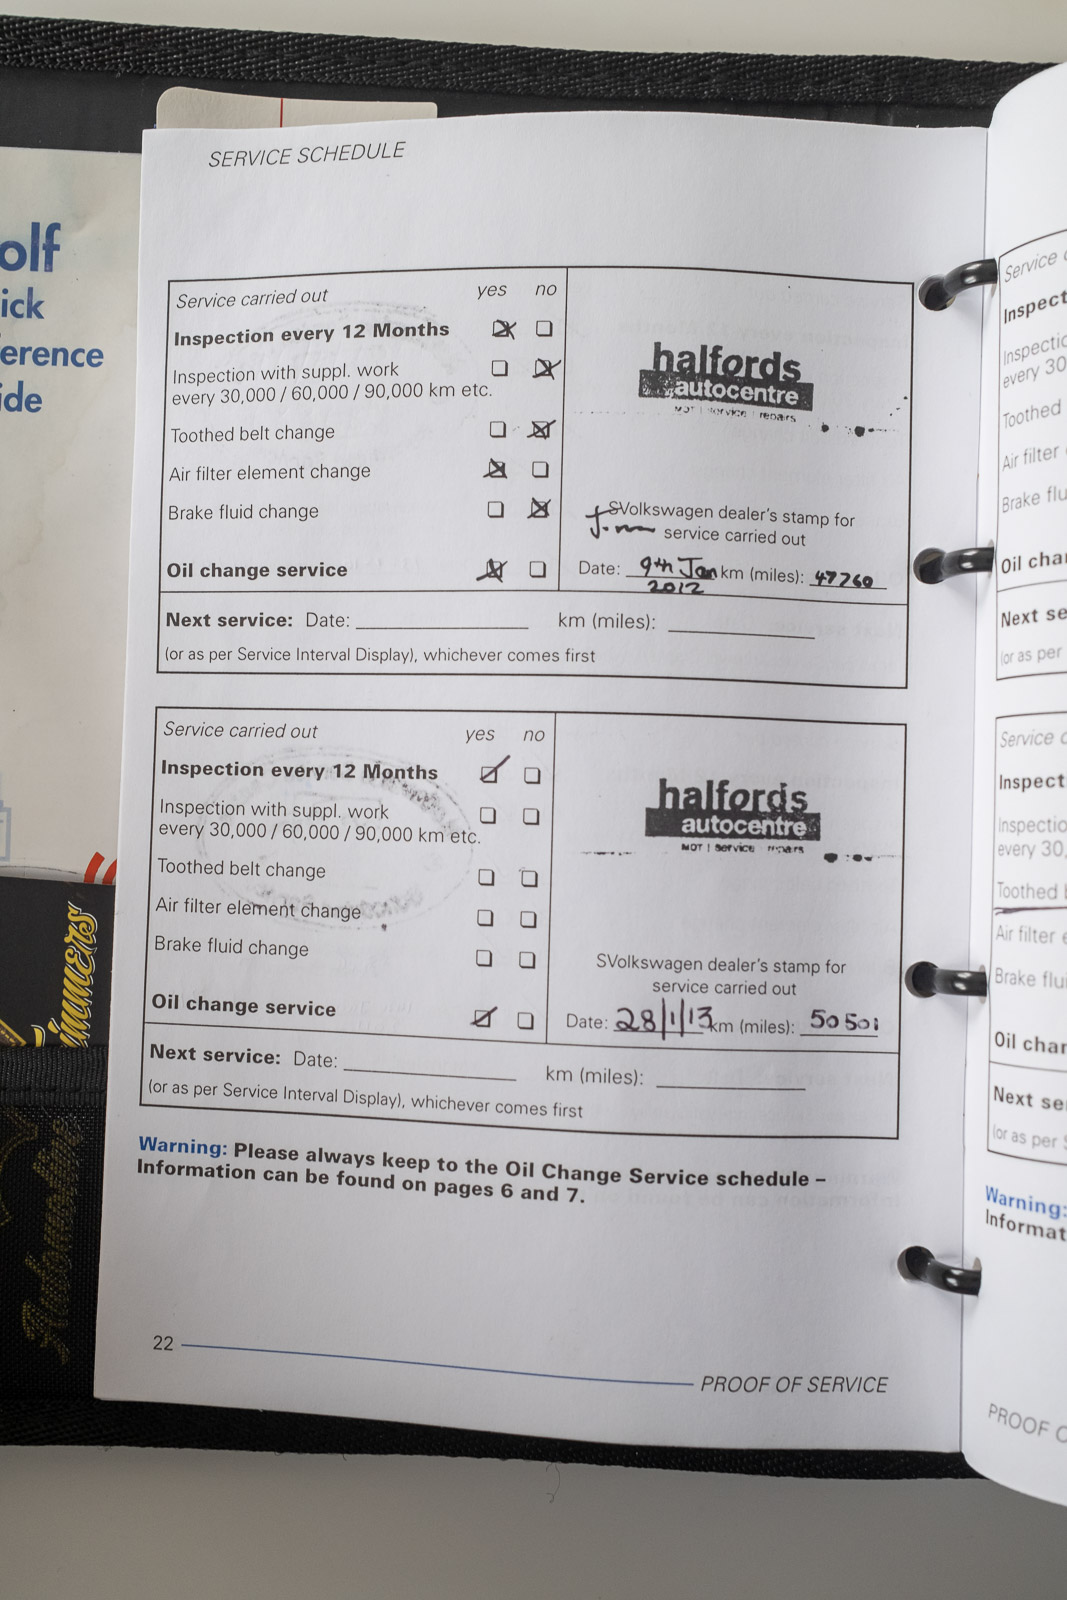 olf
ick
erence
ide
immers
Automotive
SERVICE SCHEDULE
Service carried out yes no
Inspection every 12 Months
Inspection with suppl. work
every 30,000 / 60,000 / 90,000 km etc.
Toothed belt change
Air filter element change
Brake fluid change
Oil change service
halfords
autocentre
MOT | service | repairs
SVolkswagen dealer's stamp for
service carried out
Date: 9th Jan km (miles): 47760
2012
Next service: Date: km (miles):
(or as per Service Interval Display), whichever comes first
Service carried out yes no
Inspection every 12 Months
Inspection with suppl. work
every 30,000 / 60,000 / 90,000 km etc.
Toothed belt change
Air filter element change
Brake fluid change
Oil change service
halfords
autocentre
MOT | service repairs
SVolkswagen dealer's stamp for
service carried out
Date: 28/1/13 km (miles): 50501
Next service: Date: km (miles):
(or as per Service Interval Display), whichever comes first
Warning: Please always keep to the Oil Change Service schedule –
Information can be found on pages 6 and 7.
22
PROOF OF SERVICE
Service c
Inspect
Inspectio
every 30
Toothed
Air filter
Brake flu
Oil cha
Next se
(or as per
Service c
Inspect
Inspectio
every 30,
Toothed b
Air filter e
Brake flui
Oil char
Next se
(or as per S
Warning:
Informat
PROOF O